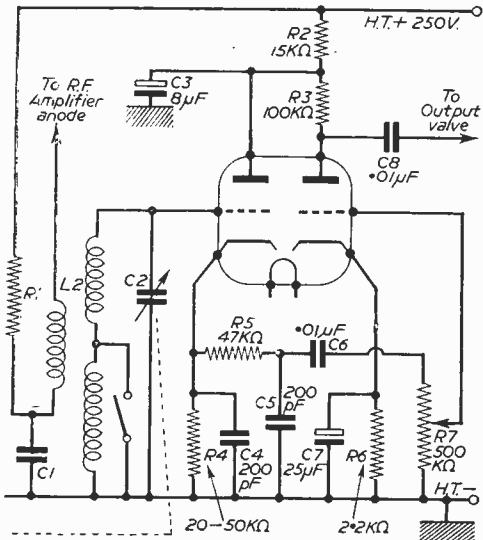 H.T.+ 250V.
R2
15KΩ
To R.F.
Amplifier
anode
C3
8µF
R3
100KΩ
To
Output
valve
C8
·01µF
L2
C2
R1
R5
47KΩ
·01µF
C6
200
pF
C5
C1
R4
C4
200
pF
C7
25µF
R6
R7
500
KΩ
20-50KΩ
2·2KΩ
H.T.-